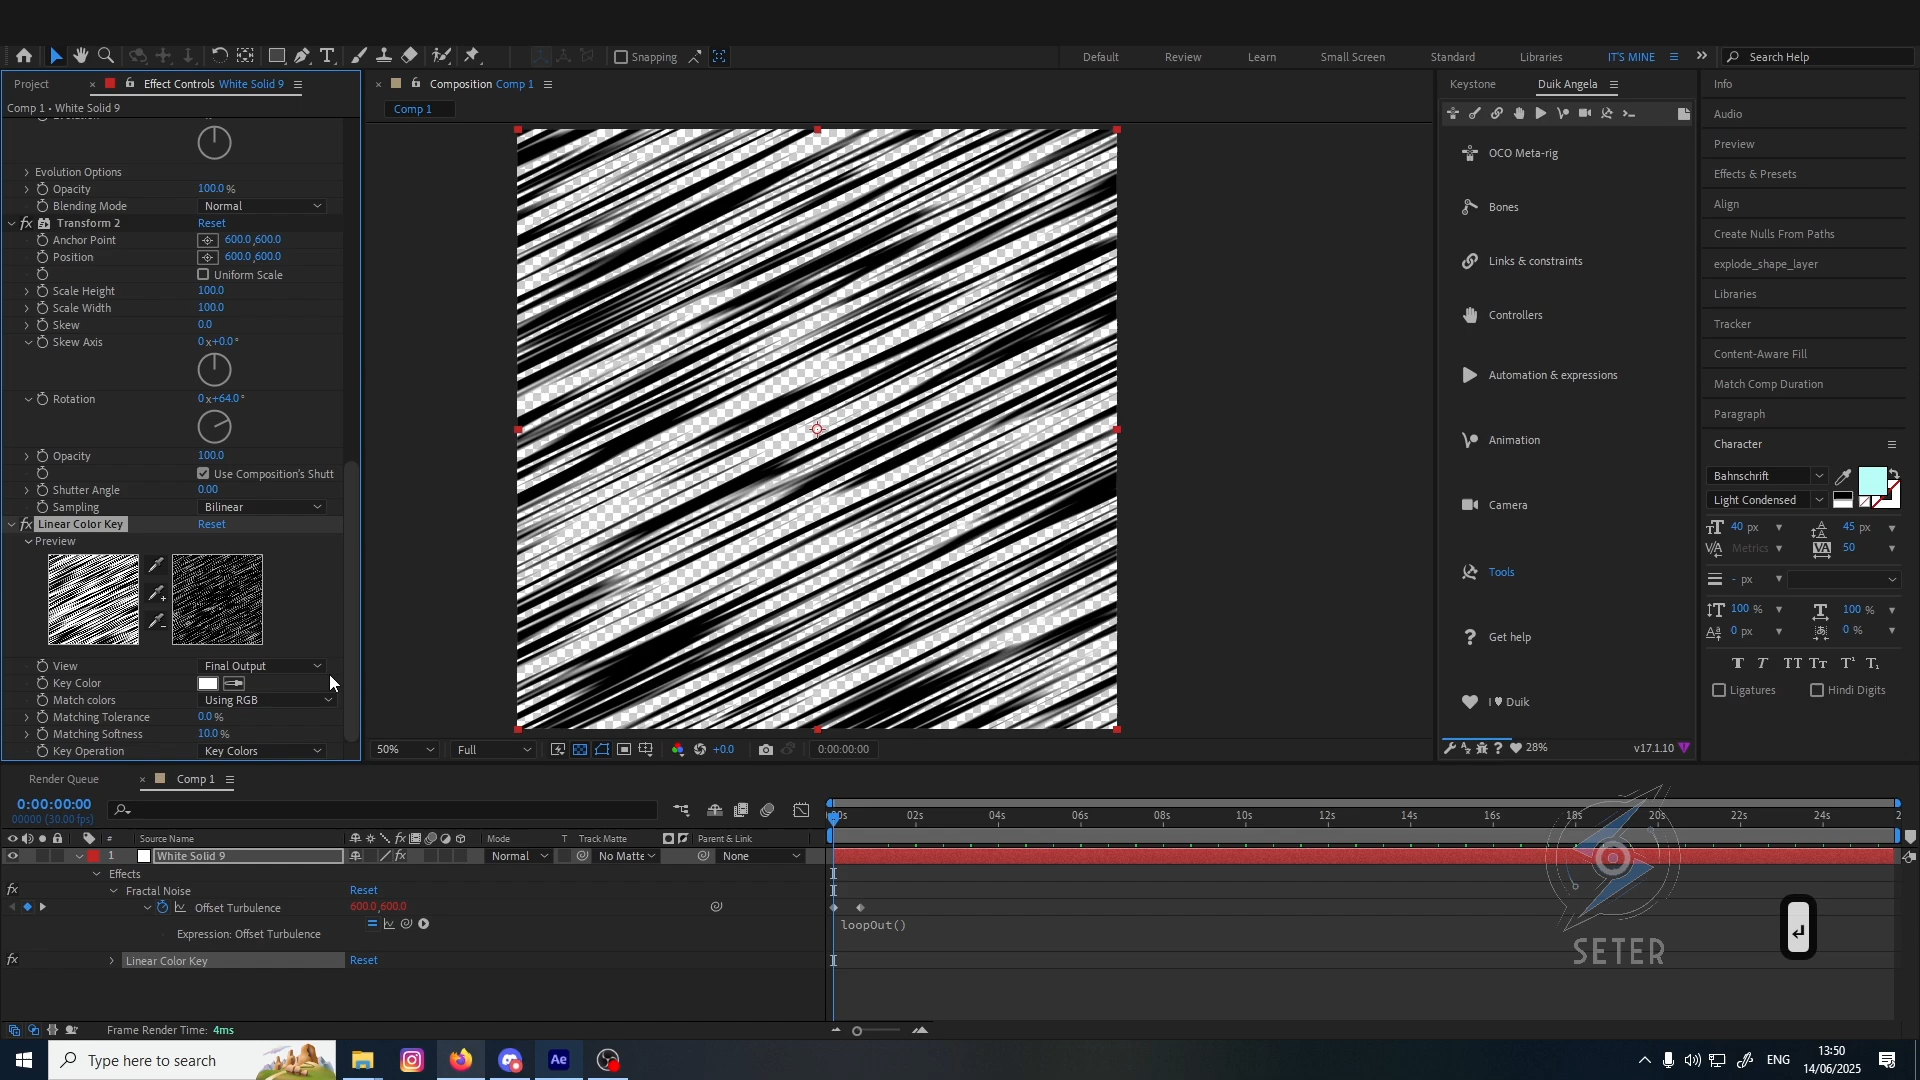 Snapping
Default
Review
Learn
Small Screen
Standard
Libraries
IT'S MINE
Search Help
Project
Effect Controls White Solid 9
Composition Comp 1
Keystone
Duik Angela
Info
Comp 1 • White Solid 9
Comp 1
Audio
Preview
Evolution Options
OCO Meta-rig
Effects & Presets
Opacity
100.0 %
Blending Mode
Normal
Bones
Align
Transform 2
Reset
Create Nulls From Paths
Anchor Point
600.0 ,600.0
Position
600.0 ,600.0
Links & constraints
explode_shape_layer
Uniform Scale
Scale Height
100.0
Libraries
Scale Width
100.0
Controllers
Tracker
Skew
0.0
Skew Axis
0 x+0.0 °
Content-Aware Fill
Automation & expressions
Match Comp Duration
Rotation
0 x+64.0 °
Paragraph
Animation
Character
Opacity
100.0
Use Composition's Shutt
Bahnschrift
Shutter Angle
0.00
Light Condensed
Sampling
Bilinear
Camera
Linear Color Key
Reset
40 px
45 px
Preview
Metrics
50
Tools
- px
100 %
100 %
0 px
0 %
Get help
View
Final Output
Key Color
Ligatures
Hindi Digits
Match colors
Using RGB
I ♥ Duik
Matching Tolerance
0.0 %
Matching Softness
10.0 %
Key Operation
Key Colors
50%
Full
+0.0
0:00:00:00
28%
v17.1.10
Render Queue
Comp 1
0:00:00:00
00000 (30.00 fps)
02s
04s
06s
08s
10s
12s
14s
16s
18s
20s
22s
24s
#
Source Name
Mode
T
Track Matte
Parent & Link
1
White Solid 9
Normal
No Matte
None
Effects
Fractal Noise
Reset
Offset Turbulence
600.0 ,600.0
Expression: Offset Turbulence
loopOut()
Linear Color Key
Reset
SETER
Frame Render Time: 4ms
Type here to search
Ae
ENG
13:50
14/06/2025